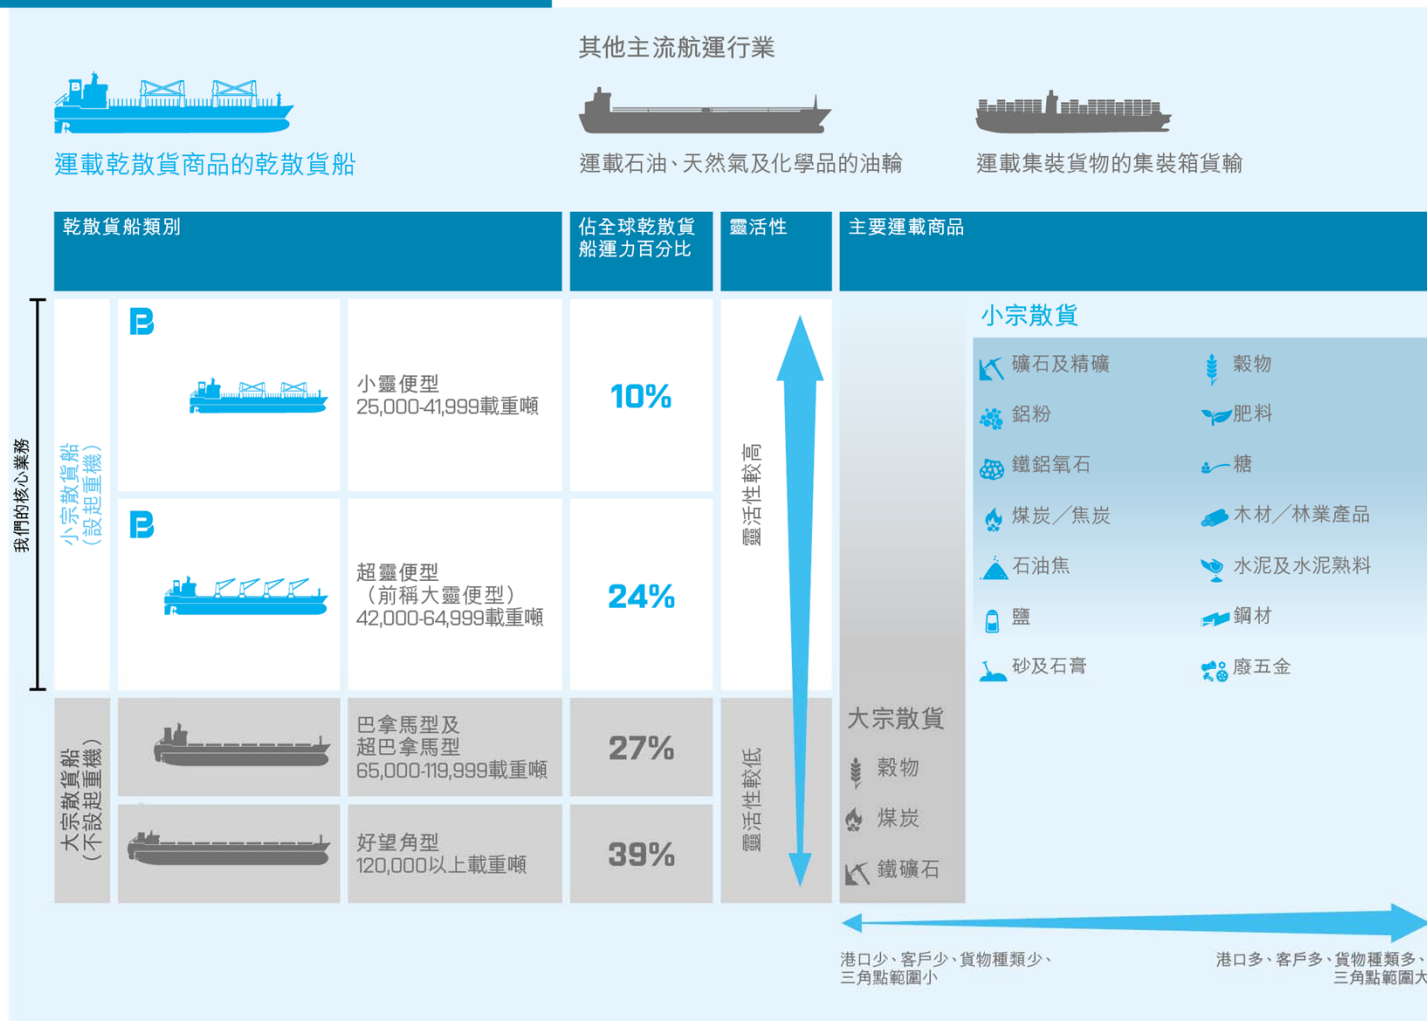 其他主流航運行業
運載乾散貨商品的乾散貨船
運載石油、天然氣及化學品的油輪
運載集裝貨物的集裝箱貨輪
乾散貨船類別
佔全球乾散貨
船運力百分比
靈活性
主要運載商品
我們的核心業務
小宗散貨船
（設起重機）
小靈便型
25,000-41,999載重噸
10%
超靈便型
（前稱大靈便型）
42,000-64,999載重噸
24%
靈活性較高
大宗散貨船
（不設起重機）
巴拿馬型及
超巴拿馬型
65,000-119,999載重噸
27%
好望角型
120,000以上載重噸
39%
靈活性較低
小宗散貨
礦石及精礦
穀物
鋁粉
肥料
鐵鋁氧石
糖
煤炭／焦炭
木材／林業產品
石油焦
水泥及水泥熟料
鹽
鋼材
砂及石膏
廢五金
大宗散貨
穀物
煤炭
鐵礦石
港口少、客戶少、貨物種類少、
三角點範圍小
港口多、客戶多、貨物種類多、
三角點範圍大